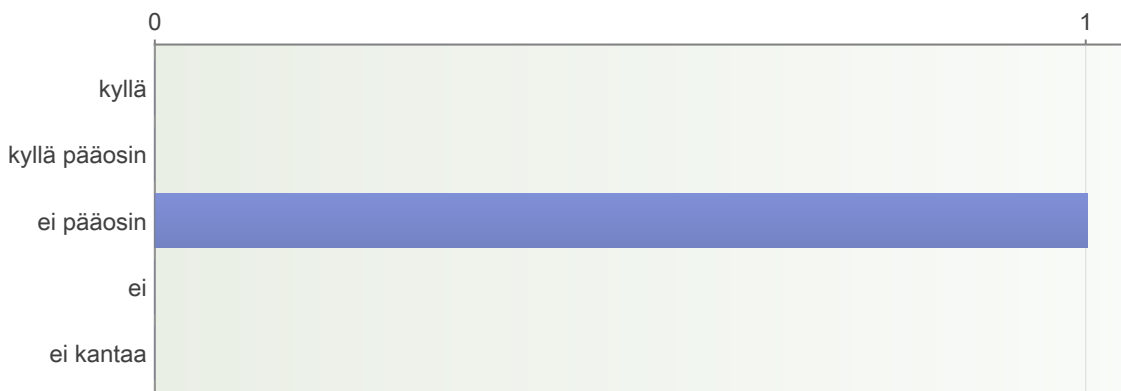 0 1
kyllä
kyllä pääosin
ei pääosin
ei
ei kantaa